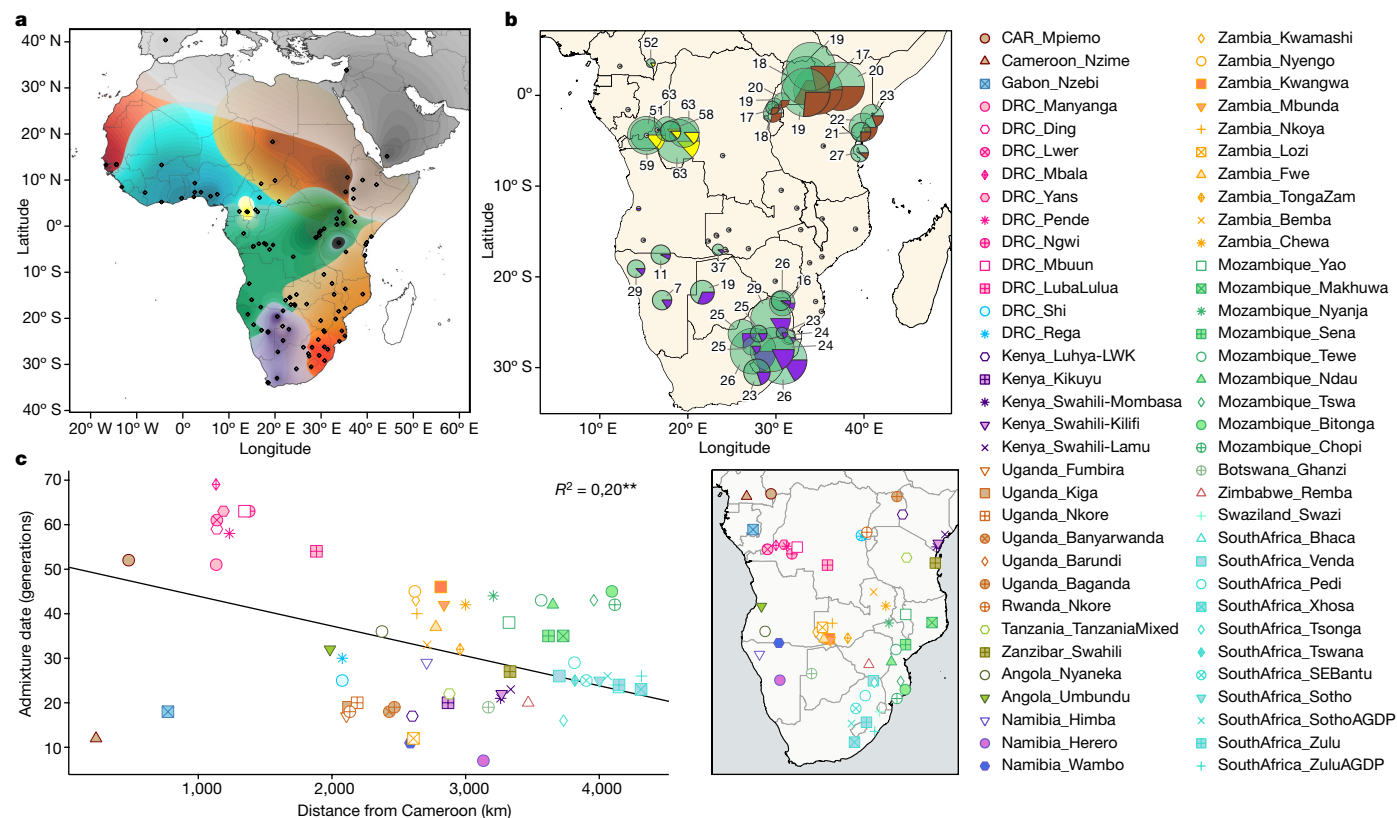 a
40° N
30° N
20° N
10° N
0°
10° S
20° S
30° S
40° S
Latitude
20° W 10° W 0° 10° E 20° E 30° E 40° E 50° E 60° E
Longitude
b
0°
10° S
20° S
30° S
Latitude
10° E 20° E 30° E 40° E
Longitude
52
19
18
17
20
20
63
63
23
51
58
19
22
17
21
18
19
27
59
63
11
37
26
29
7
19
29
16
25
25
23
24
25
24
26
23
26
c
70
60
50
40
30
20
10
Admixture date (generations)
R² = 0,20**
1,000 2,000 3,000 4,000
Distance from Cameroon (km)
CAR_Mpiemo
Cameroon_Nzime
Gabon_Nzebi
DRC_Manyanga
DRC_Ding
DRC_Lwer
DRC_Mbala
DRC_Yans
DRC_Pende
DRC_Ngwi
DRC_Mbuun
DRC_LubaLulua
DRC_Shi
DRC_Rega
Kenya_Luhya-LWK
Kenya_Kikuyu
Kenya_Swahili-Mombasa
Kenya_Swahili-Kilifi
Kenya_Swahili-Lamu
Uganda_Fumbira
Uganda_Kiga
Uganda_Nkore
Uganda_Banyarwanda
Uganda_Barundi
Uganda_Baganda
Rwanda_Nkore
Tanzania_TanzaniaMixed
Zanzibar_Swahili
Angola_Nyaneka
Angola_Umbundu
Namibia_Himba
Namibia_Herero
Namibia_Wambo
Zambia_Kwamashi
Zambia_Nyengo
Zambia_Kwangwa
Zambia_Mbunda
Zambia_Nkoya
Zambia_Lozi
Zambia_Fwe
Zambia_TongaZam
Zambia_Bemba
Zambia_Chewa
Mozambique_Yao
Mozambique_Makhuwa
Mozambique_Nyanja
Mozambique_Sena
Mozambique_Tewe
Mozambique_Ndau
Mozambique_Tswa
Mozambique_Bitonga
Mozambique_Chopi
Botswana_Ghanzi
Zimbabwe_Remba
Swaziland_Swazi
SouthAfrica_Bhaca
SouthAfrica_Venda
SouthAfrica_Pedi
SouthAfrica_Xhosa
SouthAfrica_Tsonga
SouthAfrica_Tswana
SouthAfrica_SEBantu
SouthAfrica_Sotho
SouthAfrica_SothoAGDP
SouthAfrica_Zulu
SouthAfrica_ZuluAGDP